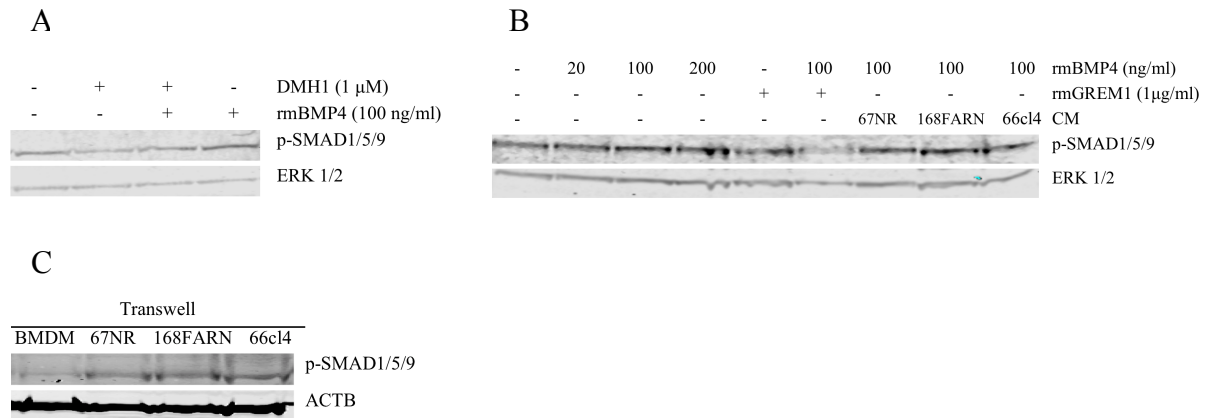 A
- + + - DMH1 (1 μM)
- - + + rmBMP4 (100 ng/ml)
p-SMAD1/5/9
ERK 1/2
B
- 20 100 200 - 100 100 100 100 rmBMP4 (ng/ml)
- - - - + + - - - rmGREM1 (1μg/ml)
- - - - - - 67NR 168FARN 66cl4 CM
p-SMAD1/5/9
ERK 1/2
C
Transwell
BMDM 67NR 168FARN 66cl4
p-SMAD1/5/9
ACTB